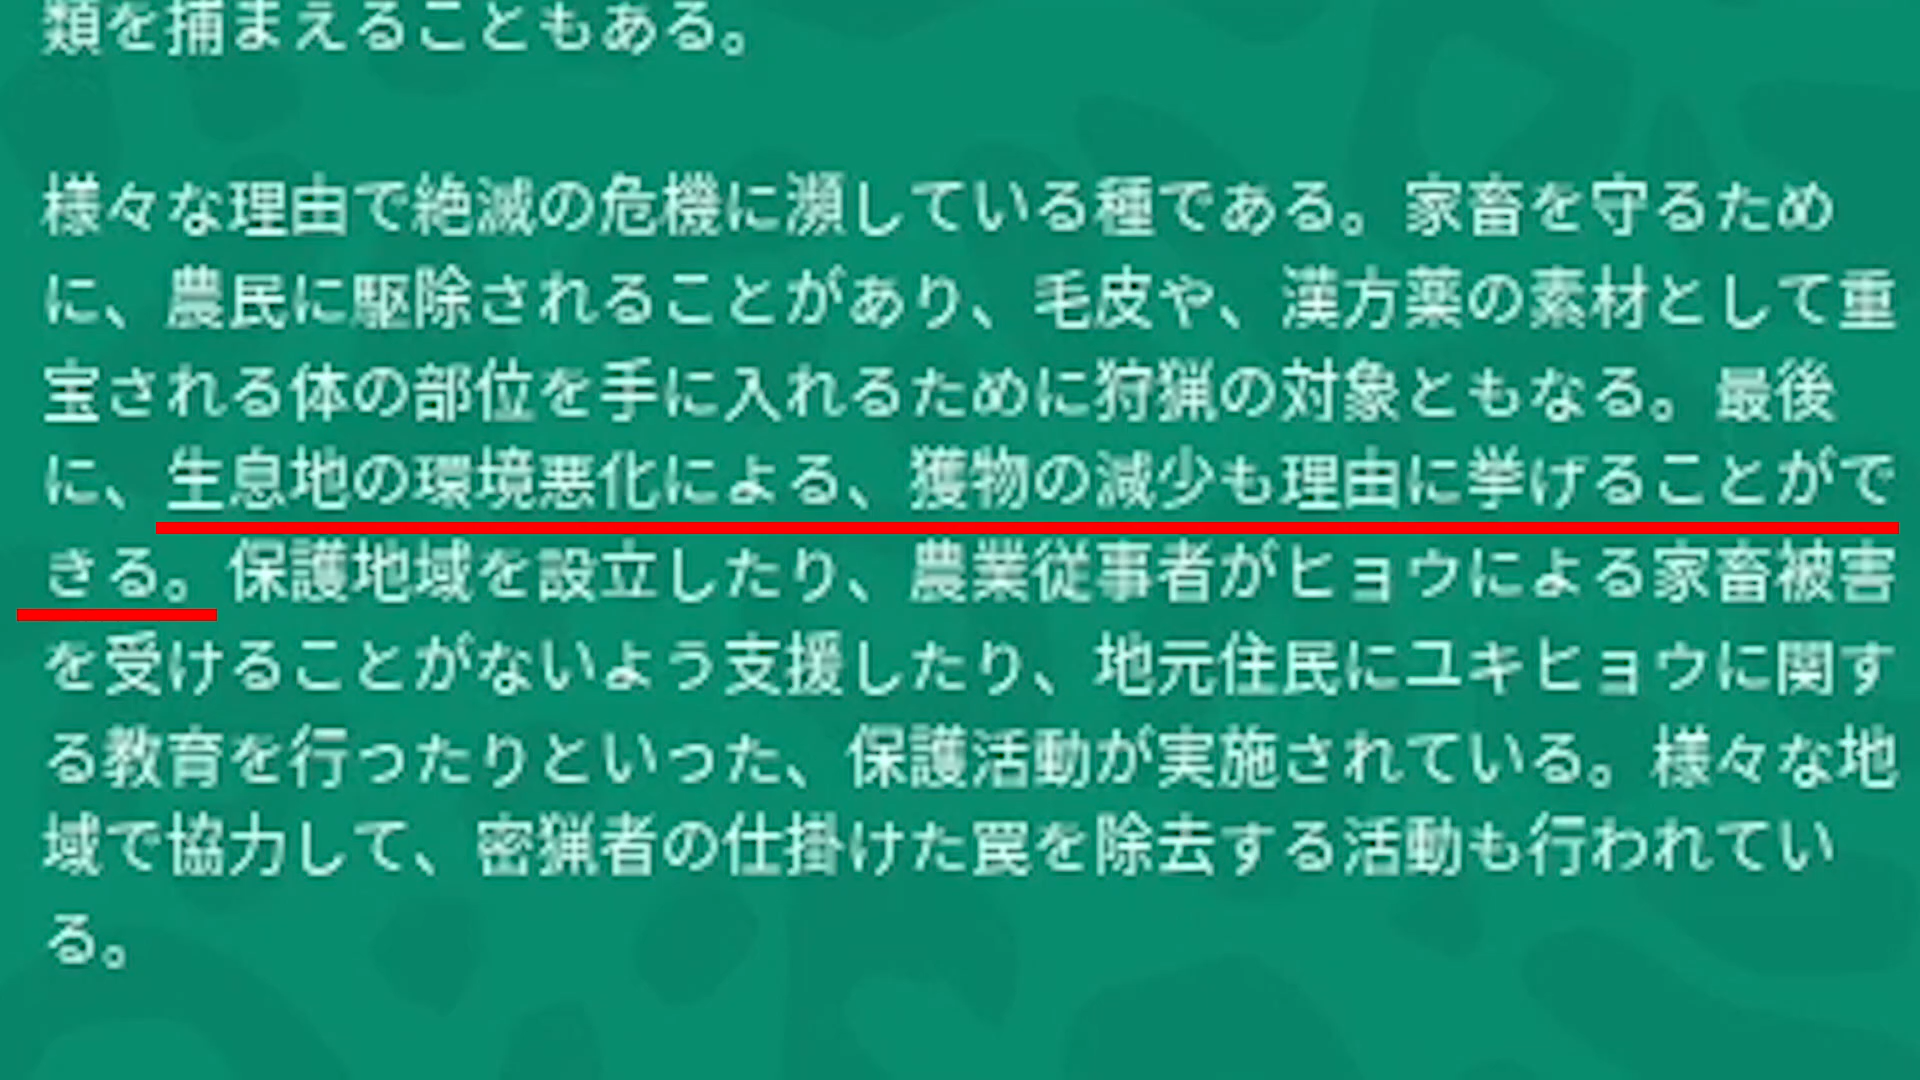 類を捕まえることもある。
様々な理由で絶滅の危機に瀕している種である。家畜を守るため
に、農民に駆除されることがあり、毛皮や、漢方薬の素材として重
宝される体の部位を手に入れるために狩猟の対象ともなる。最後
に、生息地の環境悪化による、獲物の減少も理由に挙げることがで
きる。保護地域を設立したり、農業従事者がヒョウによる家畜被害
を受けることがないよう支援したり、地元住民にユキヒョウに関す
る教育を行ったりといった、保護活動が実施されている。様々な地
域で協力して、密猟者の仕掛けた罠を除去する活動も行われてい
る。